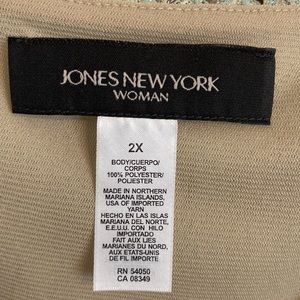 JONES NEW YORK
WOMAN
2X
BODY/CUERPO/
CORPS
100% POLYESTER/
POLIESTER
MADE IN NORTHERN
MARIANA ISLANDS,
USA OF IMPORTED
YARN
HECHO EN LAS ISLAS
MARIANA DEL NORTE,
E.E.U.U. CON HILO
IMPORTADO
FAIT AUX LIES
MARIANES DU NORD,
AUX ETATS-UNIS
DE FIL IMPORTE
RN 54050
CA 08349